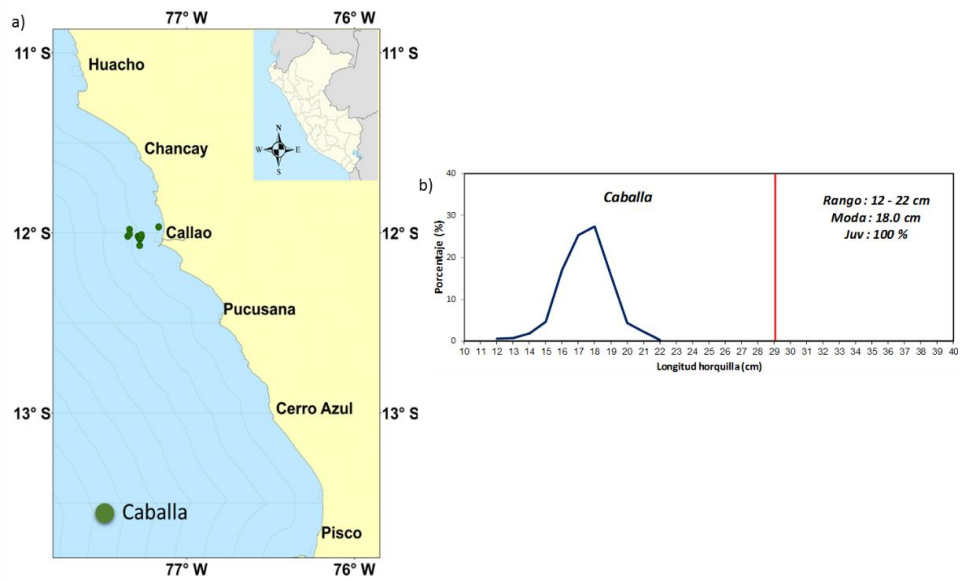 a)
77° W 76° W
11° S 11° S
Huacho
N
W E
S
Chancay
12° S Callao 12° S
Pucusana
Cerro Azul
13° S 13° S
Caballa
Pisco
77° W 76° W
b)
40
30
20
10
0
Porcentaje (%)
Caballa
Rango : 12 - 22 cm
Moda : 18.0 cm
Juv : 100 %
10 11 12 13 14 15 16 17 18 19 20 21 22 23 24 25 26 27 28 29 30 31 32 33 34 35 36 37 38 39 40
Longitud horquilla (cm)